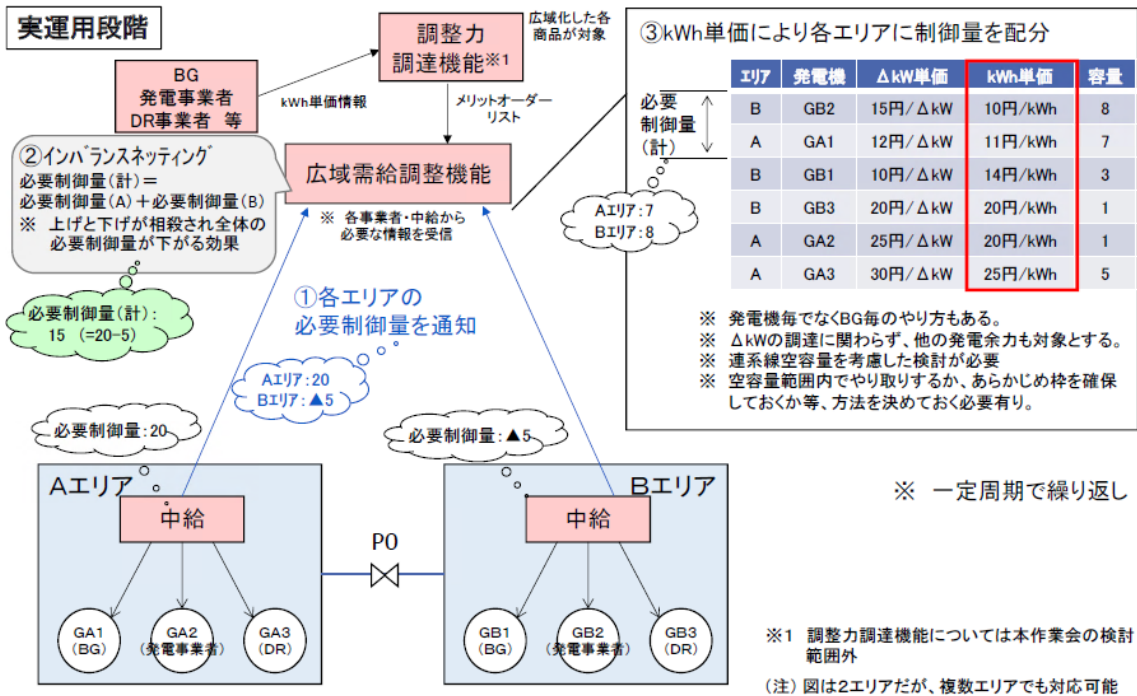 実運用段階
BG
発電事業者
DR事業者 等
kWh単価情報
調整力
調達機能※1
広域化した各
商品が対象
メリットオーダー
リスト
②インバランスネッティング
必要制御量(計)＝
必要制御量(A)＋必要制御量(B)
※ 上げと下げが相殺され全体の
必要制御量が下がる効果
必要制御量(計):
15 (=20-5)
広域需給調整機能
※ 各事業者・中給から
必要な情報を受信
①各エリアの
必要制御量を通知
Aエリア:20
Bエリア:▲5
③kWh単価により各エリアに制御量を配分
必要
制御量
(計)
Aエリア:7
Bエリア:8
エリア 発電機 ΔkW単価 kWh単価 容量
B GB2 15円/ΔkW 10円/kWh 8
A GA1 12円/ΔkW 11円/kWh 7
B GB1 10円/ΔkW 14円/kWh 3
B GB3 20円/ΔkW 20円/kWh 1
A GA2 25円/ΔkW 20円/kWh 1
A GA3 30円/ΔkW 25円/kWh 5
※ 発電機毎でなくBG毎のやり方もある。
※ ΔkWの調達に関わらず、他の発電余力も対象とする。
※ 連系線空容量を考慮した検討が必要
※ 空容量範囲内でやり取りするか、あらかじめ枠を確保
しておくか等、方法を決めておく必要有り。
必要制御量:20
Aエリア
中給
GA1
(BG)
GA2
(発電事業者)
GA3
(DR)
P0
必要制御量:▲5
Bエリア
中給
GB1
(BG)
GB2
(発電事業者)
GB3
(DR)
※ 一定周期で繰り返し
※1 調整力調達機能については本作業会の検討
範囲外
(注) 図は2エリアだが、複数エリアでも対応可能